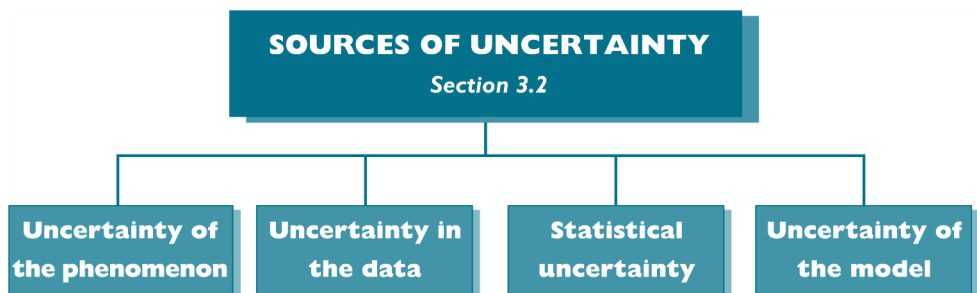 SOURCES OF UNCERTAINTY
Section 3.2
Uncertainty of
the phenomenon
Uncertainty in
the data
Statistical
uncertainty
Uncertainty of
the model